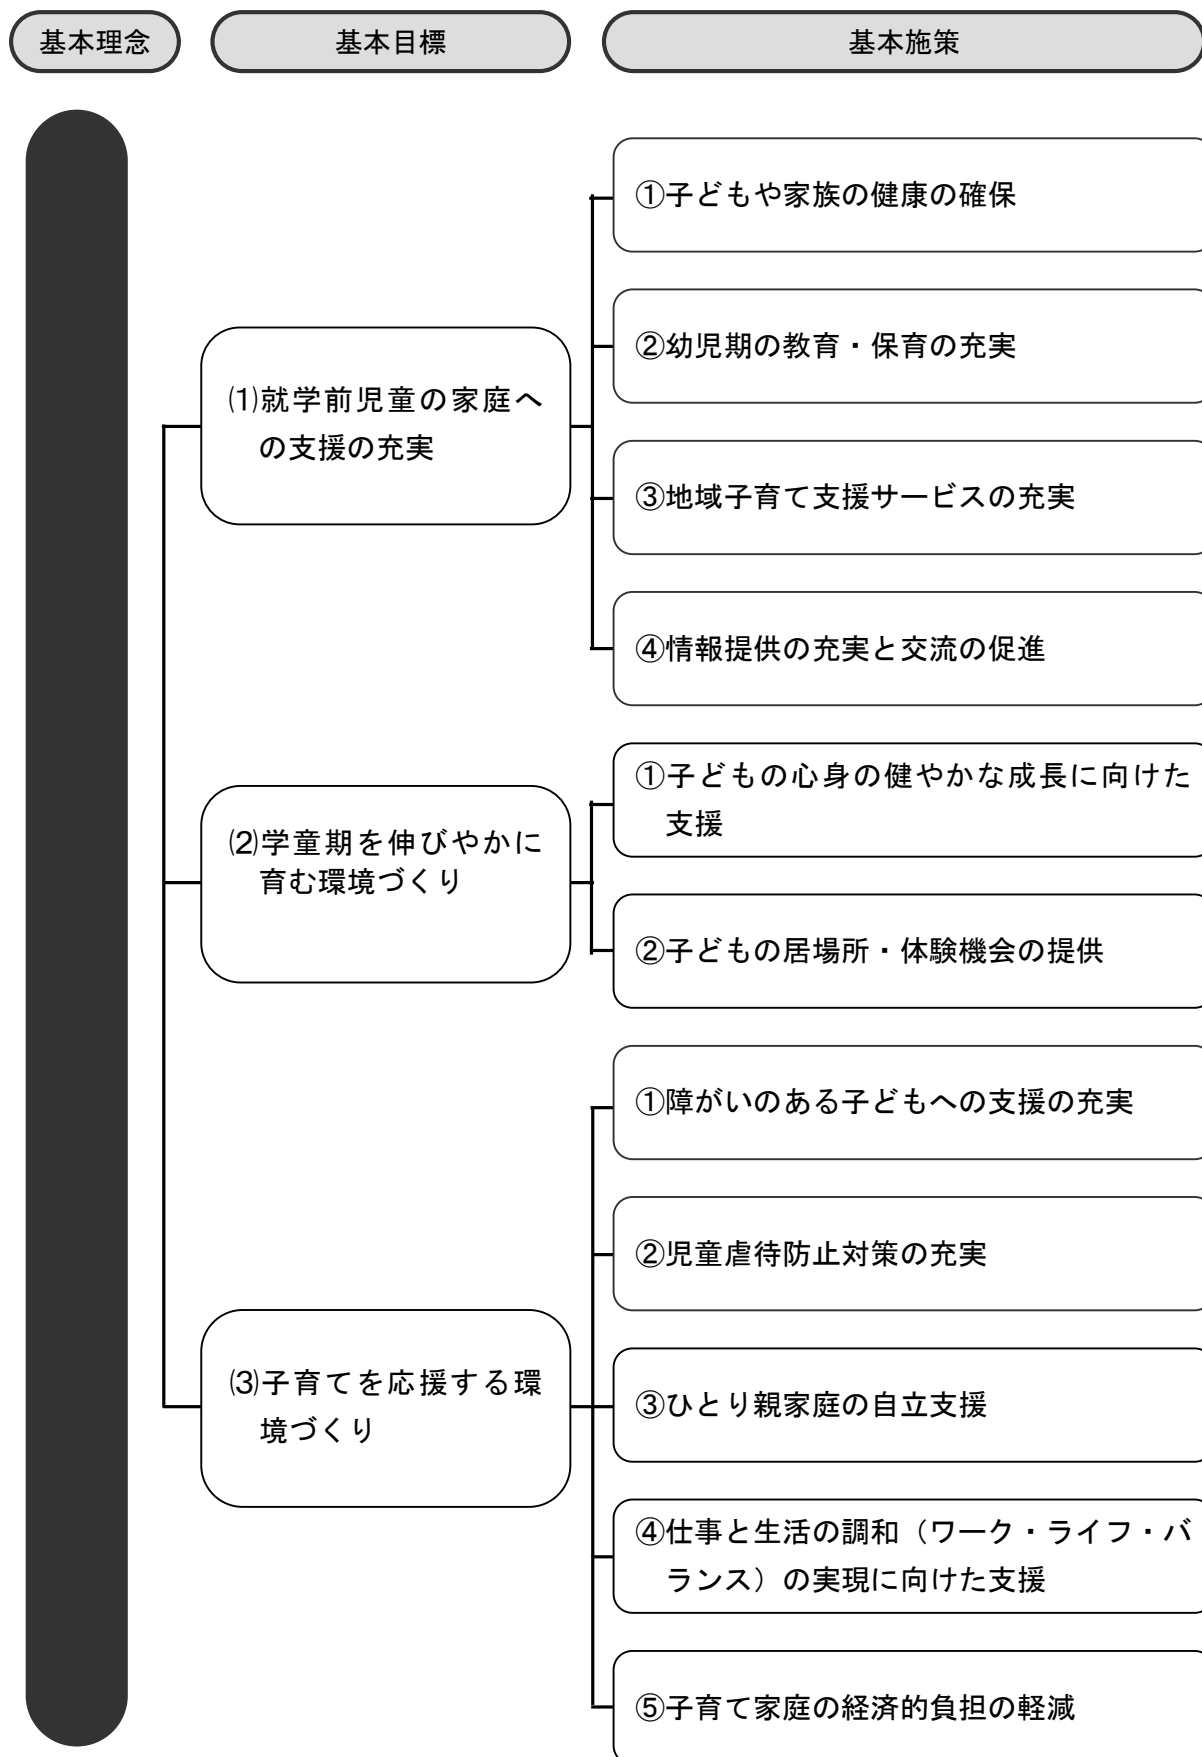 基本理念
基本目標
基本施策
⑴就学前児童の家庭へ
の支援の充実
①子どもや家族の健康の確保
②幼児期の教育・保育の充実
③地域子育て支援サービスの充実
④情報提供の充実と交流の促進
⑵学童期を伸びやかに
育む環境づくり
①子どもの心身の健やかな成長に向けた
支援
②子どもの居場所・体験機会の提供
⑶子育てを応援する環
境づくり
①障がいのある子どもへの支援の充実
②児童虐待防止対策の充実
③ひとり親家庭の自立支援
④仕事と生活の調和（ワーク・ライフ・バ
ランス）の実現に向けた支援
⑤子育て家庭の経済的負担の軽減